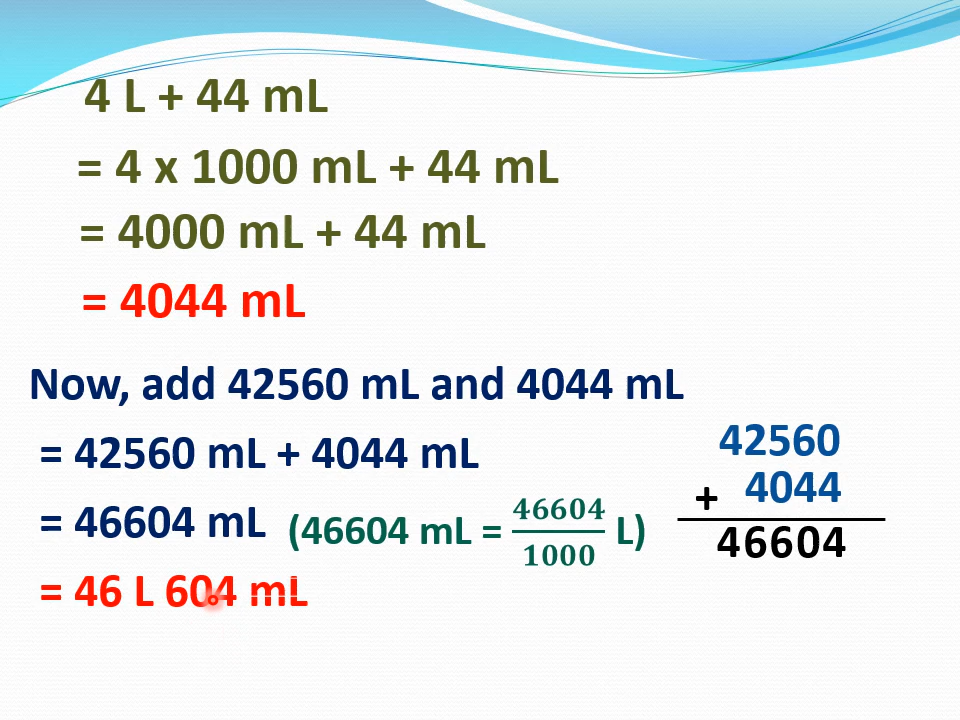 4 L + 44 mL
= 4 x 1000 mL + 44 mL
= 4000 mL + 44 mL
= 4044 mL
Now, add 42560 mL and 4044 mL
= 42560 mL + 4044 mL
= 46604 mL (46604 mL = 46604/1000 L)
= 46 L 604 mL
42560
+ 4044
46604